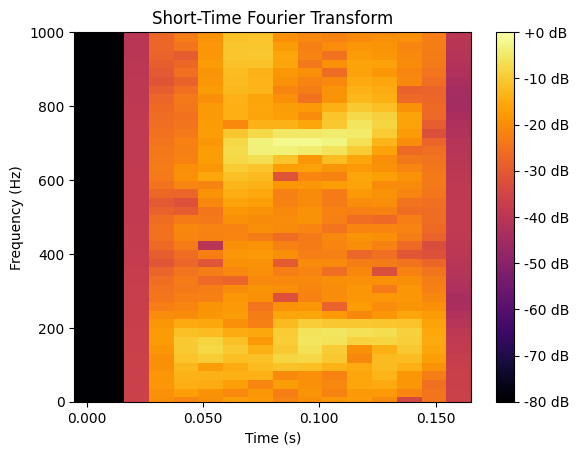 Short-Time Fourier Transform
Frequency (Hz)
1000
800
600
400
200
0
0.000
0.050
0.100
0.150
Time (s)
+0 dB
-10 dB
-20 dB
-30 dB
-40 dB
-50 dB
-60 dB
-70 dB
-80 dB